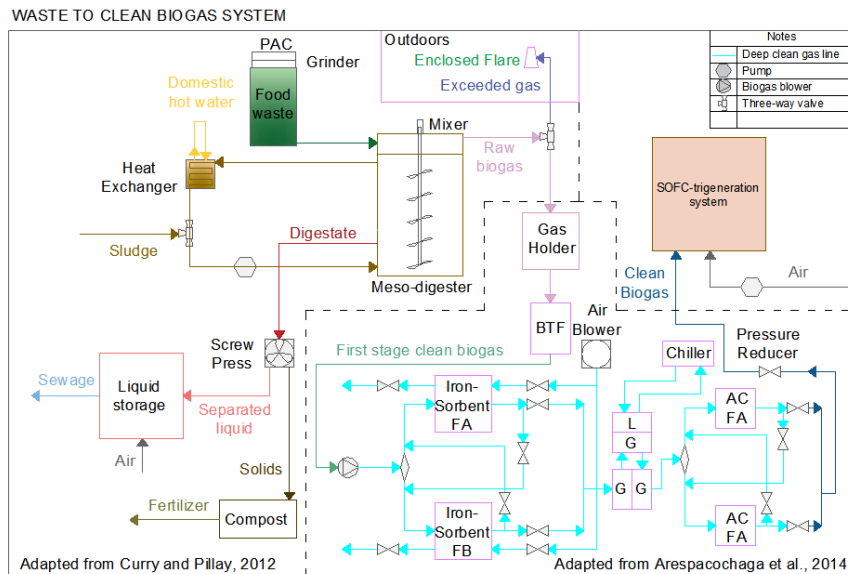 WASTE TO CLEAN BIOGAS SYSTEM
PAC
Grinder
Food
waste
Domestic
hot water
Heat
Exchanger
Sludge
Mixer
Meso-digester
Digestate
Outdoors
Enclosed Flare
Exceeded gas
Raw
biogas
Gas
Holder
BTF
Air
Blower
First stage clean biogas
Notes
Deep clean gas line
Pump
Biogas blower
Three-way valve
SOFC-trigeneration
system
Clean
Biogas
Air
Pressure
Reducer
Chiller
Screw
Press
Sewage
Liquid
storage
Separated
liquid
Air
Solids
Fertilizer
Compost
Iron-
Sorbent
FA
Iron-
Sorbent
FB
L
G
G G
AC
FA
AC
FA
Adapted from Curry and Pillay, 2012
Adapted from Arespacochaga et al., 2014